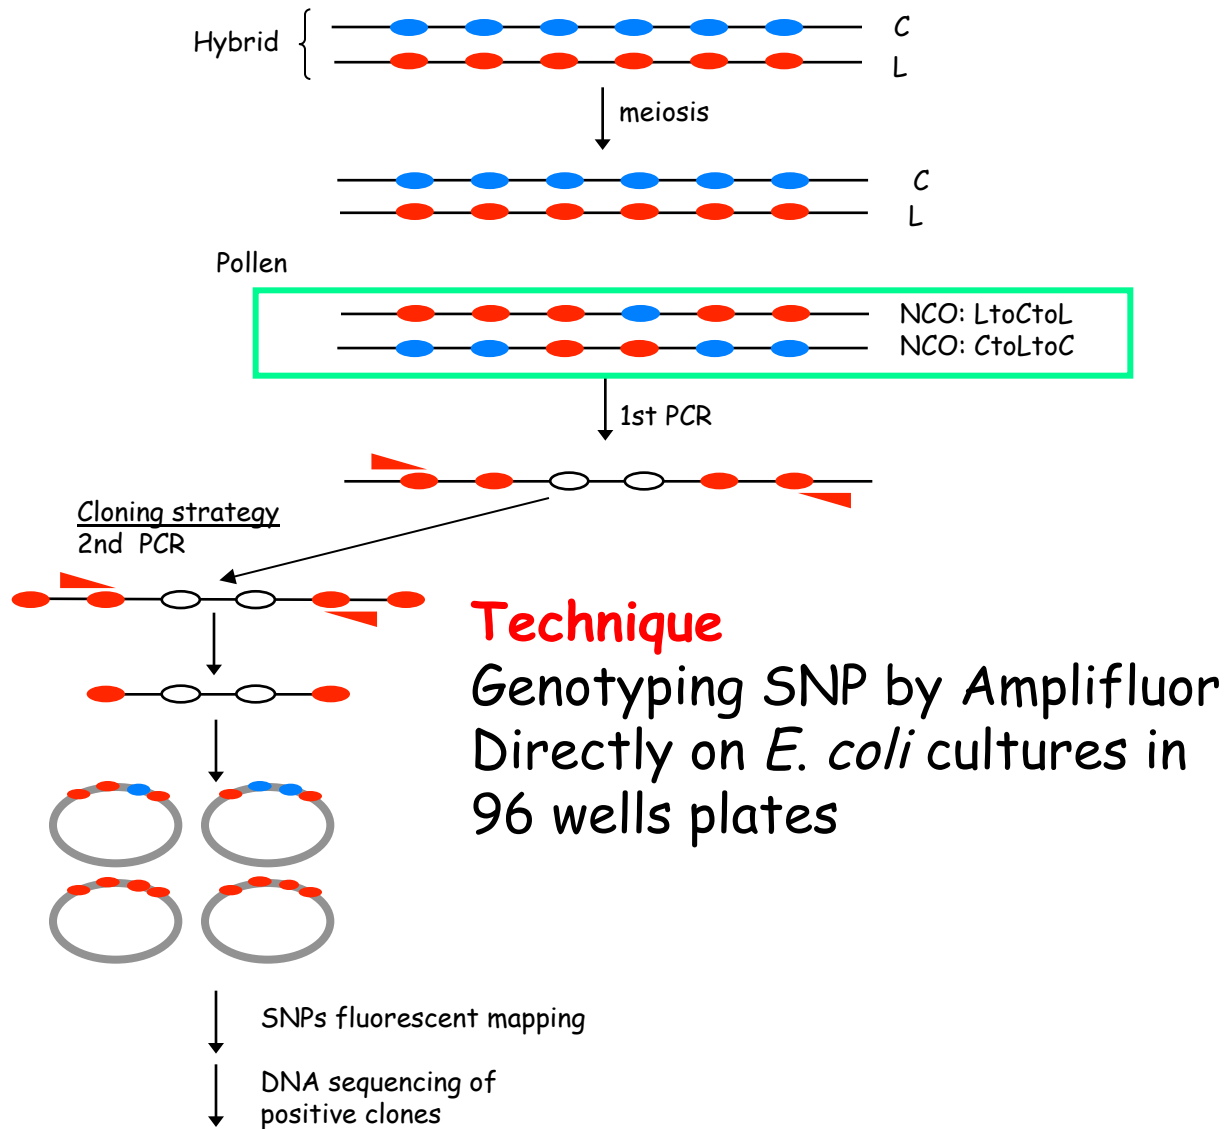 Hybrid
C
L
meiosis
C
L
Pollen
NCO: LtoCtoL
NCO: CtoLtoC
1st PCR
Cloning strategy
2nd PCR
Technique
Genotyping SNP by Amplifluor
Directly on E. coli cultures in
96 wells plates
SNPs fluorescent mapping
DNA sequencing of
positive clones